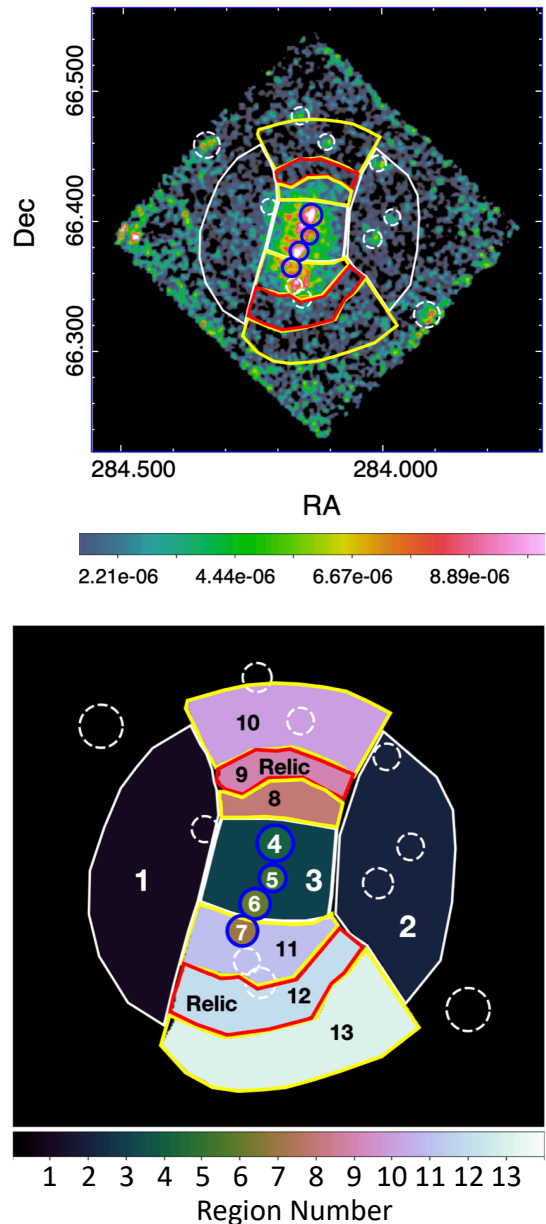 66.500
66.400
66.300
Dec
284.500
284.000
RA
2.21e-06 4.44e-06 6.67e-06 8.89e-06
10
9 Relic
8
4
1 5 3
6 2
7
11
Relic 12
13
1 2 3 4 5 6 7 8 9 10 11 12 13
Region Number